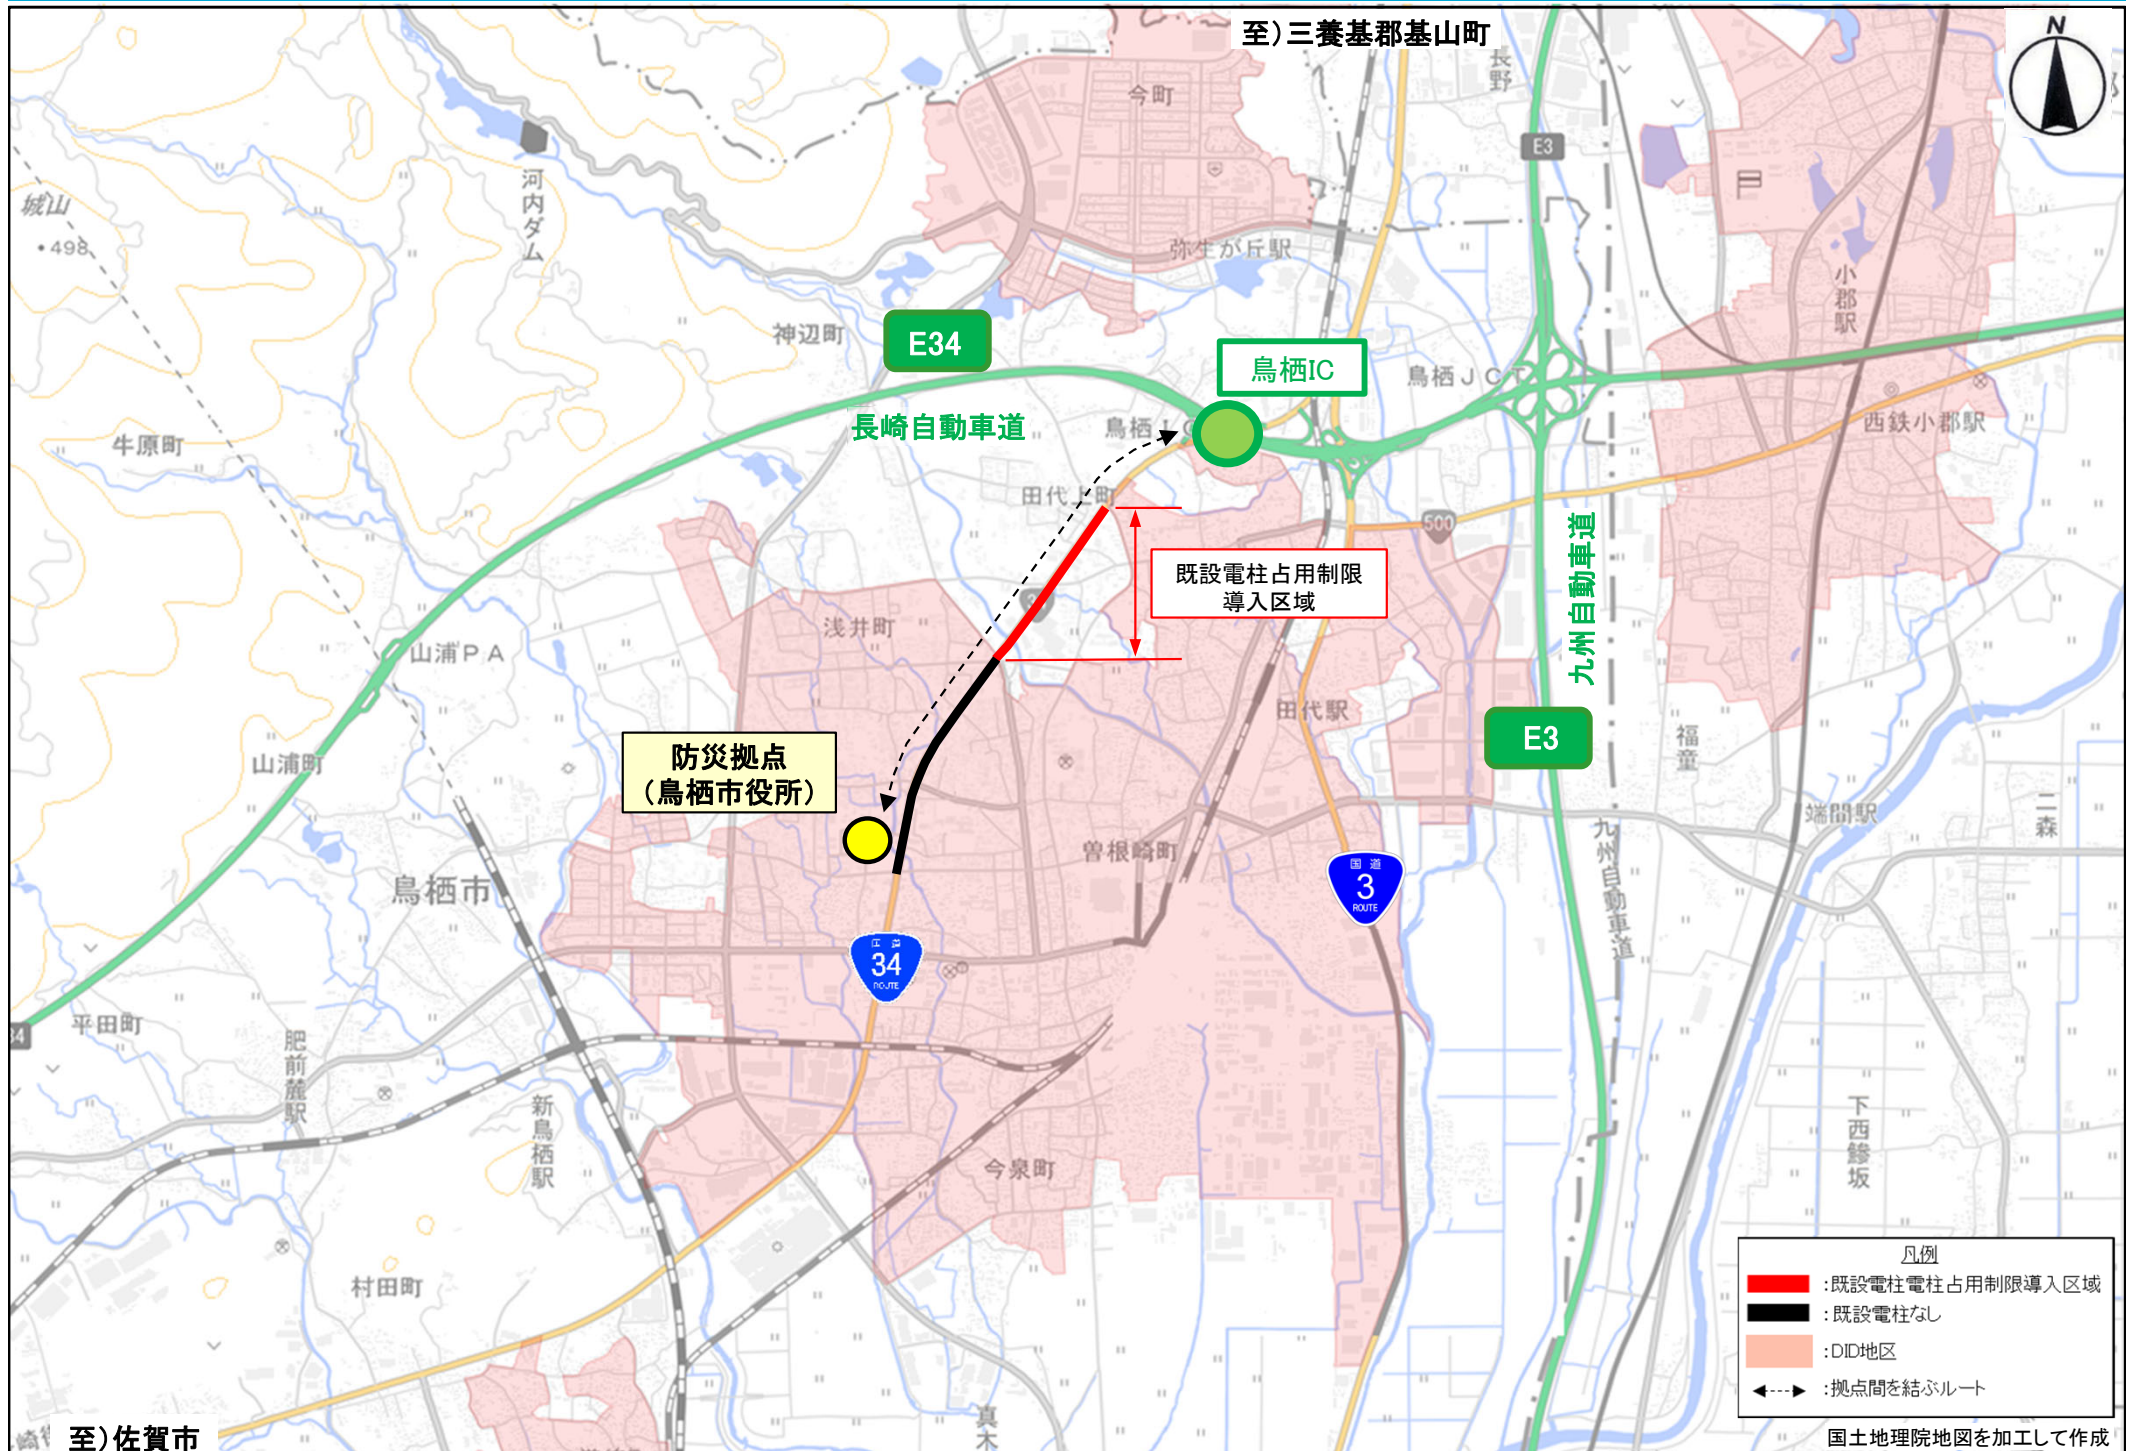 至）三養基郡基山町
N
長野
今町
E3
城山
498
河内ダム
弥生が丘駅
小郡駅
神辺町
E34
鳥栖IC
鳥栖ＪＣＴ
長崎自動車道
鳥栖Ｉ
西鉄小郡駅
牛原町
田代上町
500
既設電柱占用制限
導入区域
九州自動車道
浅井町
山浦ＰＡ
田代駅
E3
福童
防災拠点
（鳥栖市役所）
山浦町
端間駅
二森
曽根崎町
九州自動車道
国道
3
ROUTE
鳥栖市
34
ROUTE
34
平田町
肥前麓駅
新鳥栖駅
下西鯵坂
今泉町
村田町
凡例
：既設電柱電柱占用制限導入区域
：既設電柱なし
：DID地区
：拠点間を結ぶルート
真木
至）佐賀市
国土地理院地図を加工して作成